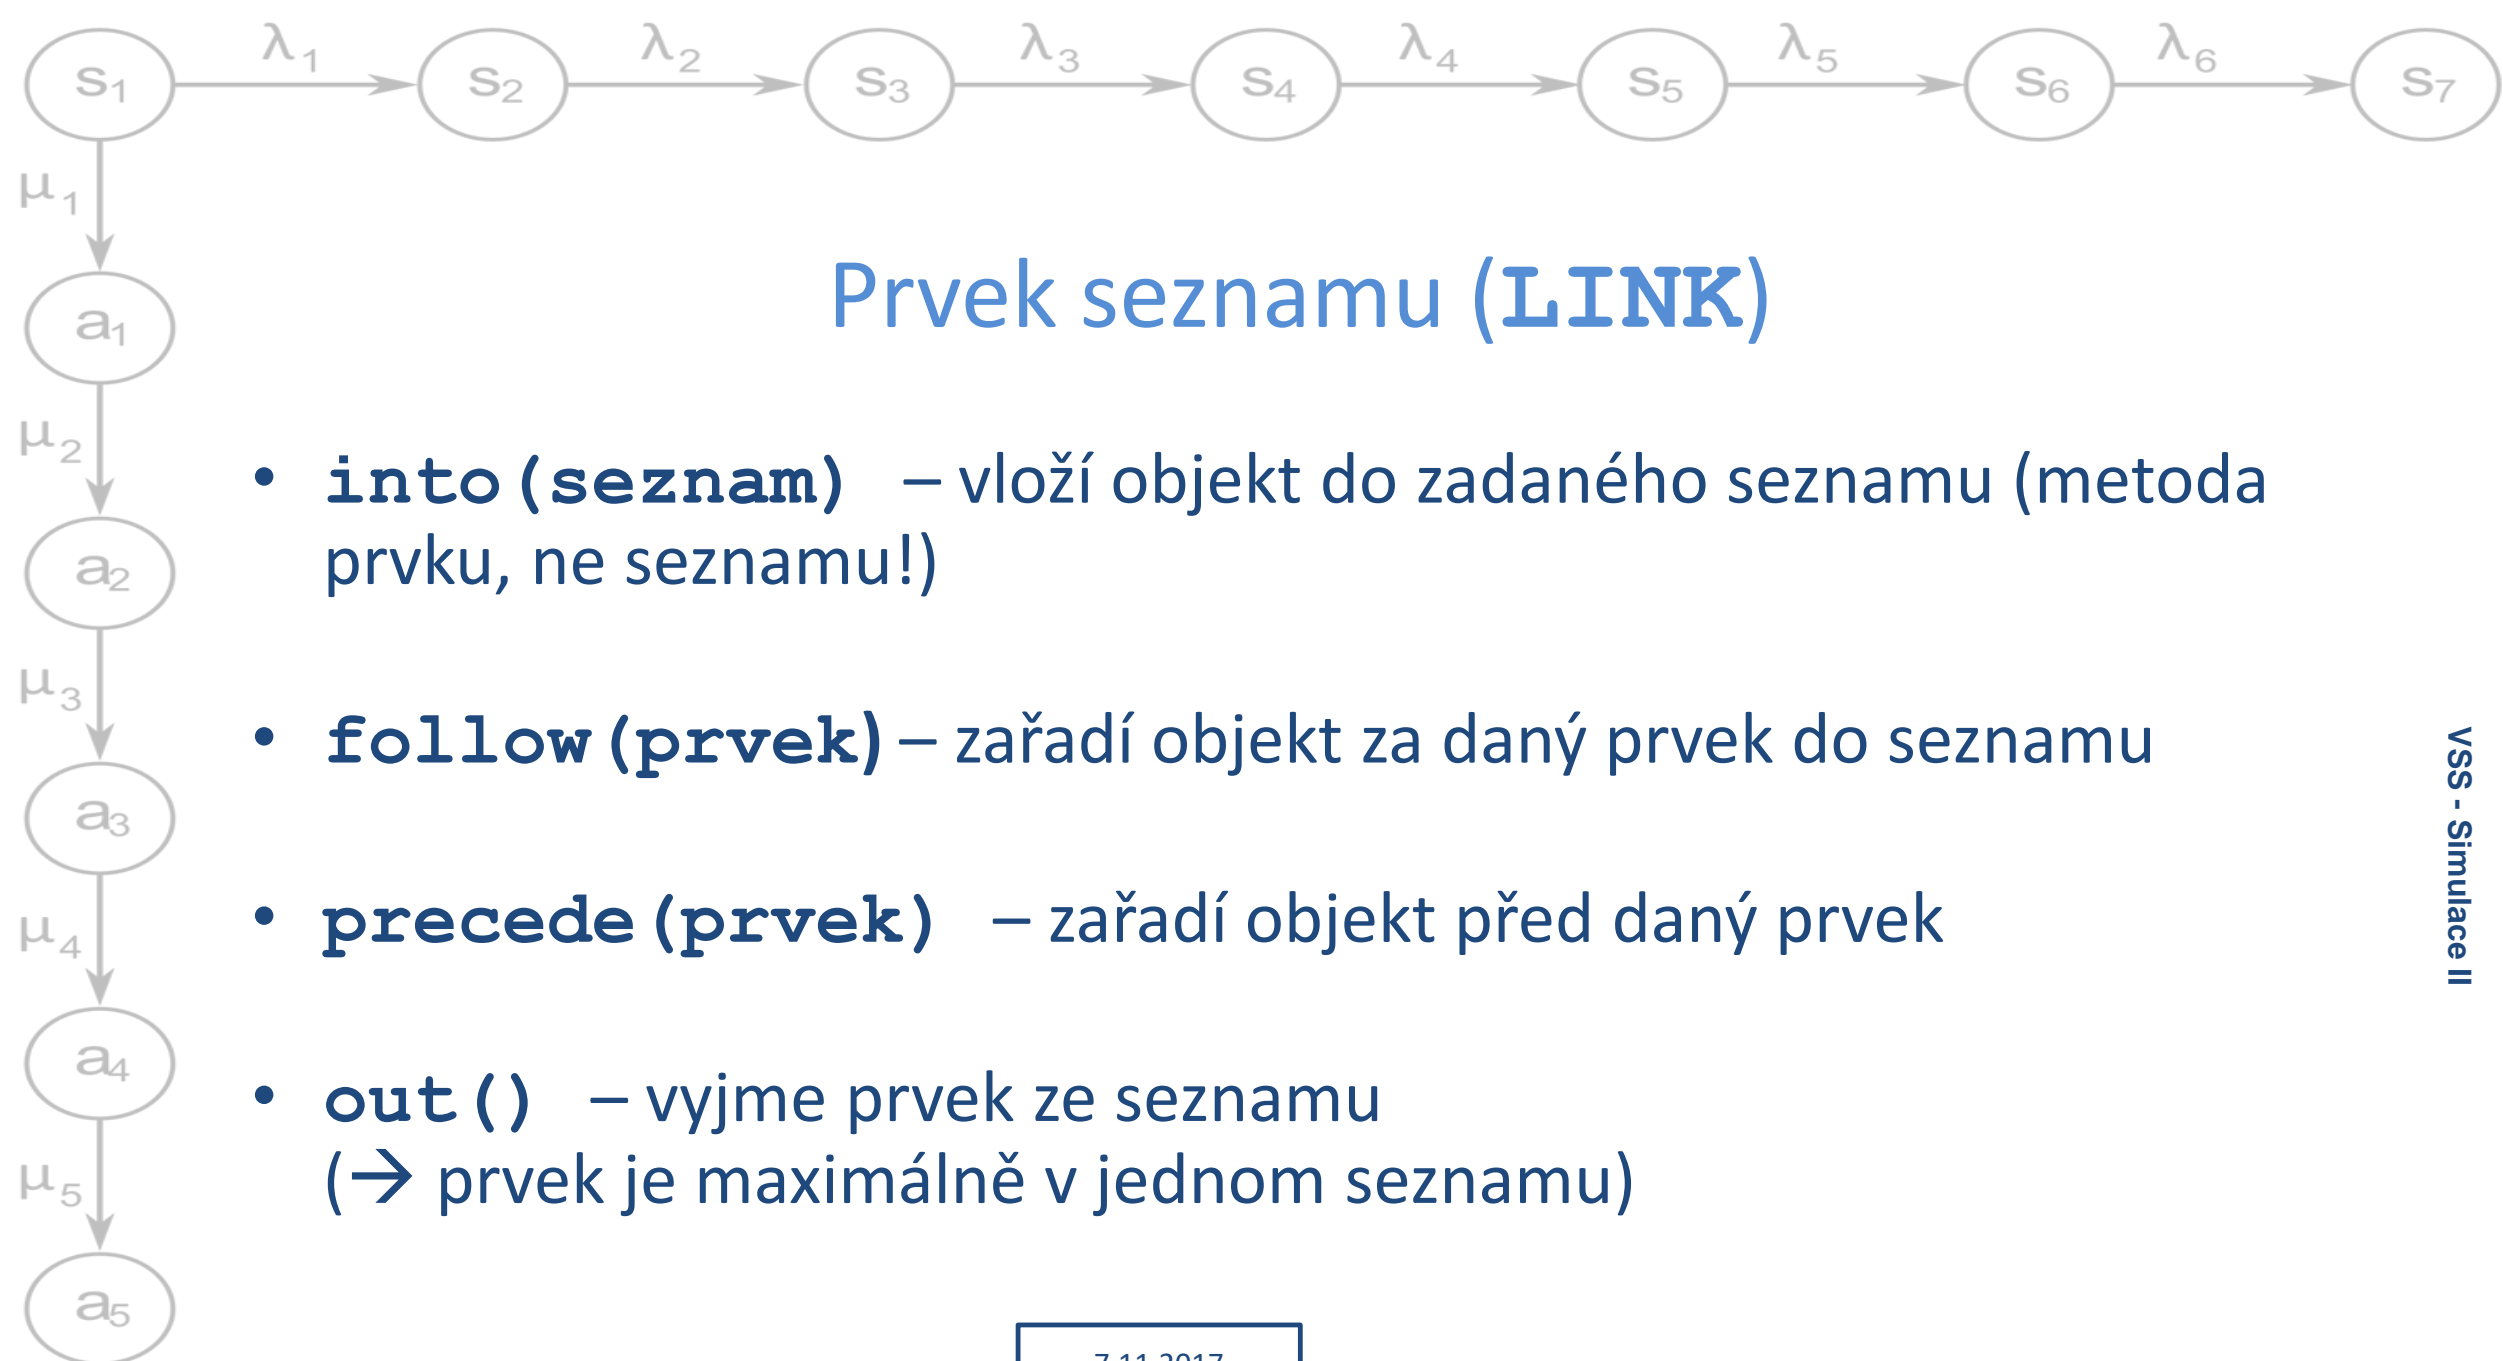 λ1 λ2 λ3 λ4 λ5 λ6
s1 s2 s3 s4 s5 s6 s7
μ1
a1
μ2
a2
μ3
a3
μ4
a4
μ5
a5
Prvek seznamu (LINK)
• into(seznam) – vloží objekt do zadaného seznamu (metoda
prvku, ne seznamu!)
• follow(prvek) – zařadí objekt za daný prvek do seznamu
• precede(prvek) – zařadí objekt před daný prvek
• out() – vyjme prvek ze seznamu
(→ prvek je maximálně v jednom seznamu)
VSS - Simulace II
7.11.2017